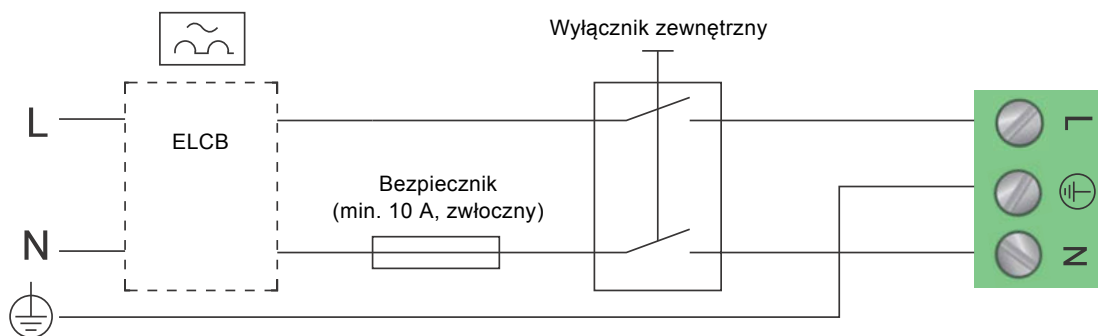 Wyłącznik zewnętrzny
L
ELCB
Bezpiecznik
(min. 10 A, zwłoczny)
N
L
N